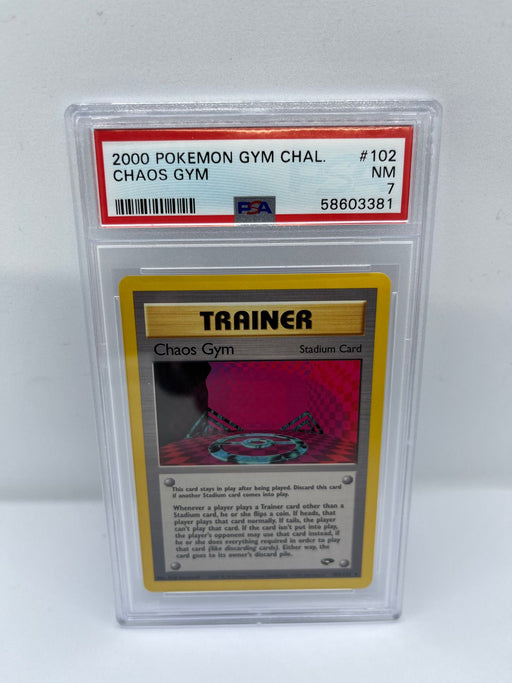 2000 POKEMON GYM CHAL. #102
CHAOS GYM NM
7
PSA 58603381
TRAINER
Chaos Gym Stadium Card
This card stays in play after being played. Discard this card
if another Stadium card comes into play.
Whenever a player plays a Trainer card other than a
Stadium card, he or she flips a coin. If heads, that
player plays that card normally. If tails, the player
can't play that card. If the card isn't put into play,
the player's opponent may use that card instead, if
he or she does everything required in order to play
that card (like discarding cards). Either way, the
card goes to its owner's discard pile.